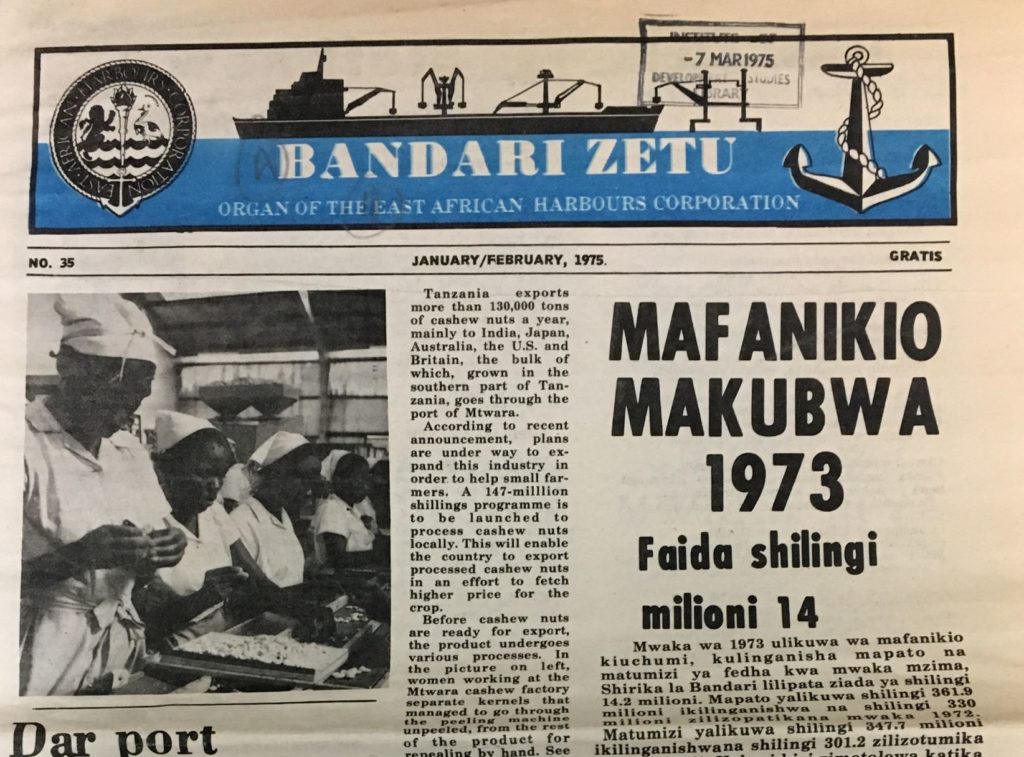 EAST AFRICAN HARBOURS CORPORATION
INSTITUTE OF
-7 MAR 1975
DEVELOPMENT STUDIES
LIBRARY
BANDARI ZETU
ORGAN OF THE EAST AFRICAN HARBOURS CORPORATION
NO. 35
JANUARY/FEBRUARY, 1975.
GRATIS
Tanzania exports
more than 130,000 tons
of cashew nuts a year,
mainly to India, Japan,
Australia, the U.S. and
Britain, the bulk of
which, grown in the
southern part of Tan-
zania, goes through the
port of Mtwara.
According to recent
announcement, plans
are under way to ex-
pand this industry in
order to help small far-
mers. A 147-milllion
shillings programme is
to be launched to
process cashew nuts
locally. This will enable
the country to export
processed cashew nuts
in an effort to fetch
higher price for the
crop.
Before cashew nuts
are ready for export,
the product undergoes
various processes. In
the picture on left,
women working at the
Mtwara cashew factory
separate kernels that
managed to go through
the peeling machine
unpeeled, from the rest
of the product for
repealing by hand. See
MAFANIKIO
MAKUBWA
1973
Faida shilingi
milioni 14
Mwaka wa 1973 ulikuwa wa mafanikio
kiuchumi, kulinganisha mapato na
matumizi ya fedha kwa mwaka mzima,
Shirika la Bandari lilipata ziada ya shilingi
14.2 milioni. Mapato yalikuwa shilingi 361.9
milioni ikilinganishwa na shilingi 330
milioni zilizopatikana mwaka 1972.
Matumizi yalikuwa shilingi 347.7 milioni
ikilinganishwana shilingi 301.2 zilizotumika
katika
Dar port